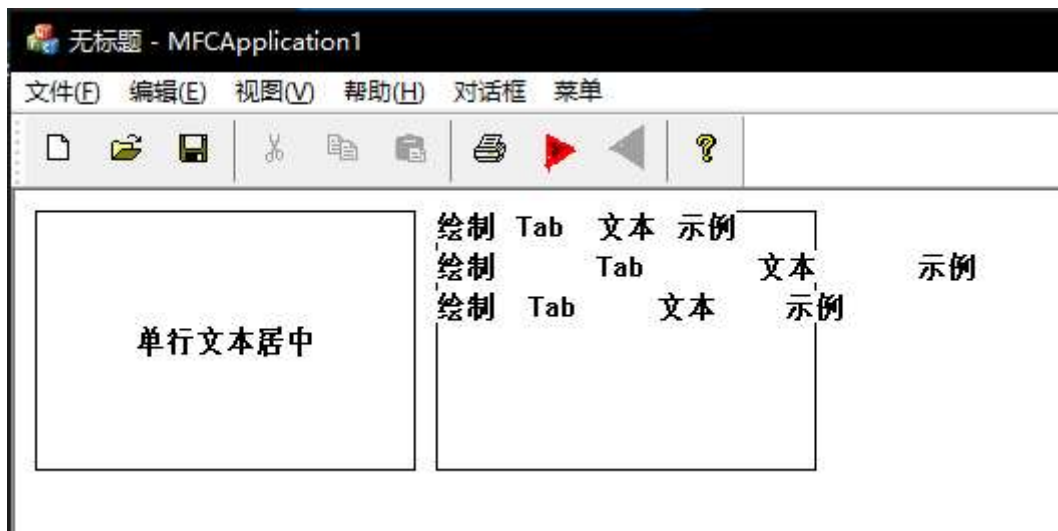 无标题 - MFCApplication1
文件(F) 编辑(E) 视图(V) 帮助(H) 对话框 菜单
绘制 Tab 文本 示例
绘制 Tab 文本 示例
绘制 Tab 文本 示例
单行文本居中